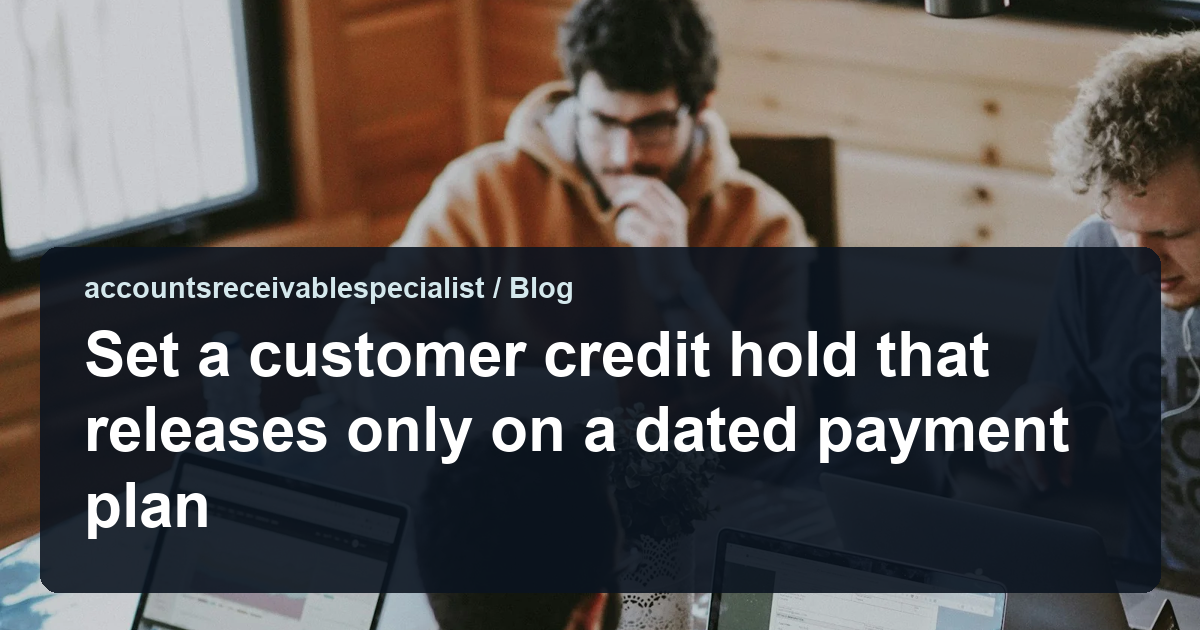 accountsreceivablespecialist / Blog
Set a customer credit hold that
releases only on a dated payment
plan